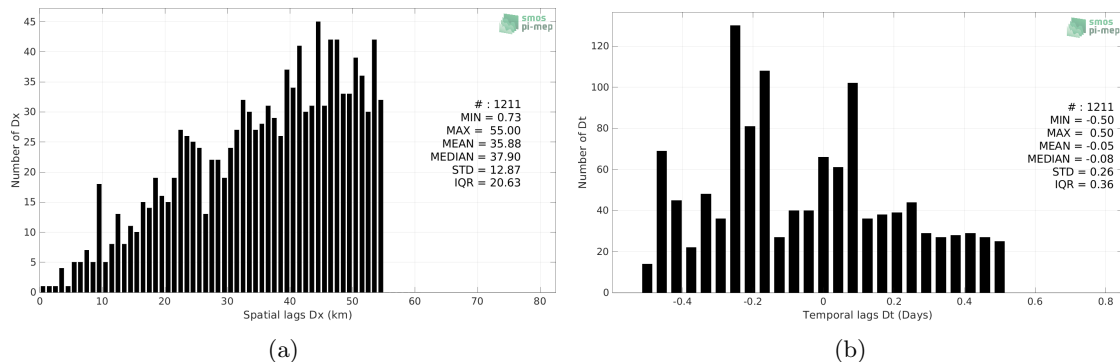 smos
pi-mep
45
40
35
30
25
20
15
10
5
0
Number of Dx
# : 1211
MIN = 0.73
MAX = 55.00
MEAN = 35.88
MEDIAN = 37.90
STD = 12.87
IQR = 20.63
0 10 20 30 40 50 60 70 80
Spatial lags Dx (km)
(a)
smos
pi-mep
120
100
80
60
40
20
0
Number of Dt
# : 1211
MIN = -0.50
MAX = 0.50
MEAN = -0.05
MEDIAN = -0.08
STD = 0.26
IQR = 0.36
-0.4 -0.2 0 0.2 0.4 0.6 0.8
Temporal lags Dt (Days)
(b)